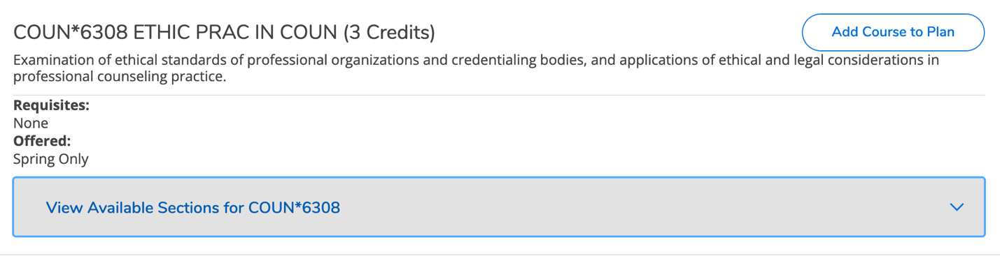 COUN*6308 ETHIC PRAC IN COUN (3 Credits)
Add Course to Plan
Examination of ethical standards of professional organizations and credentialing bodies, and applications of ethical and legal considerations in
professional counseling practice.
Requisites:
None
Offered:
Spring Only
View Available Sections for COUN*6308